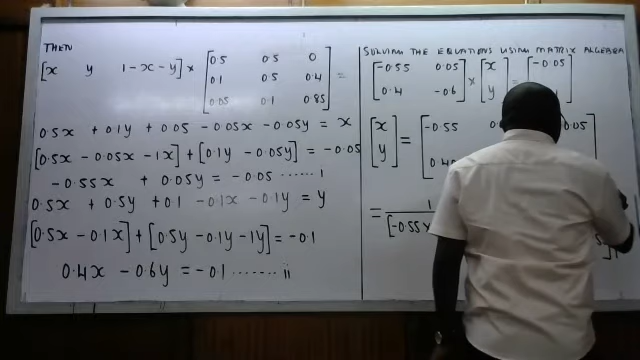 THEN
[x y 1-x-y] × [0.5 0.5 0
0.1 0.5 0.4
0.05 0.1 0.85] =
0.5x + 0.1y + 0.05 - 0.05x - 0.05y = x
[0.5x - 0.05x - 1x] + [0.1y - 0.05y] = -0.05
-0.55x + 0.05y = -0.05 ...... i
0.5x + 0.5y + 0.1 - 0.1x - 0.1y = y
[0.5x - 0.1x] + [0.5y - 0.1y - 1y] = -0.1
0.4x - 0.6y = -0.1 ....... ii
SOLVING THE EQUATIONS USING MATRIX ALGEBRA
[-0.55 0.05
0.4 -0.6] × [x
y] = [-0.05
[x
y] = [-0.55 0.05
= 1
[-0.55×